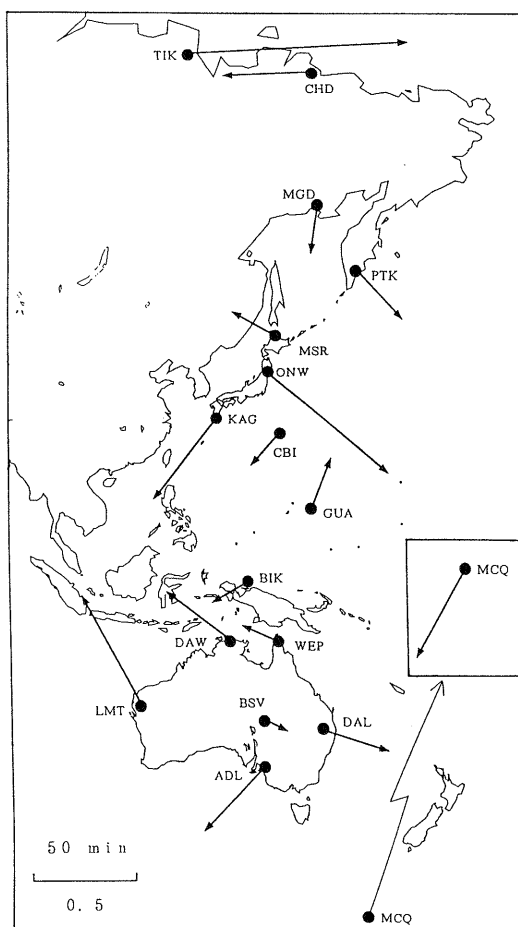 TIK
CHD
MGD
PTK
MSR
ONW
KAG
CBI
GUA
BIK
MCQ
DAW
WEP
LMT
BSV
DAL
ADL
50 min
0.5
MCQ